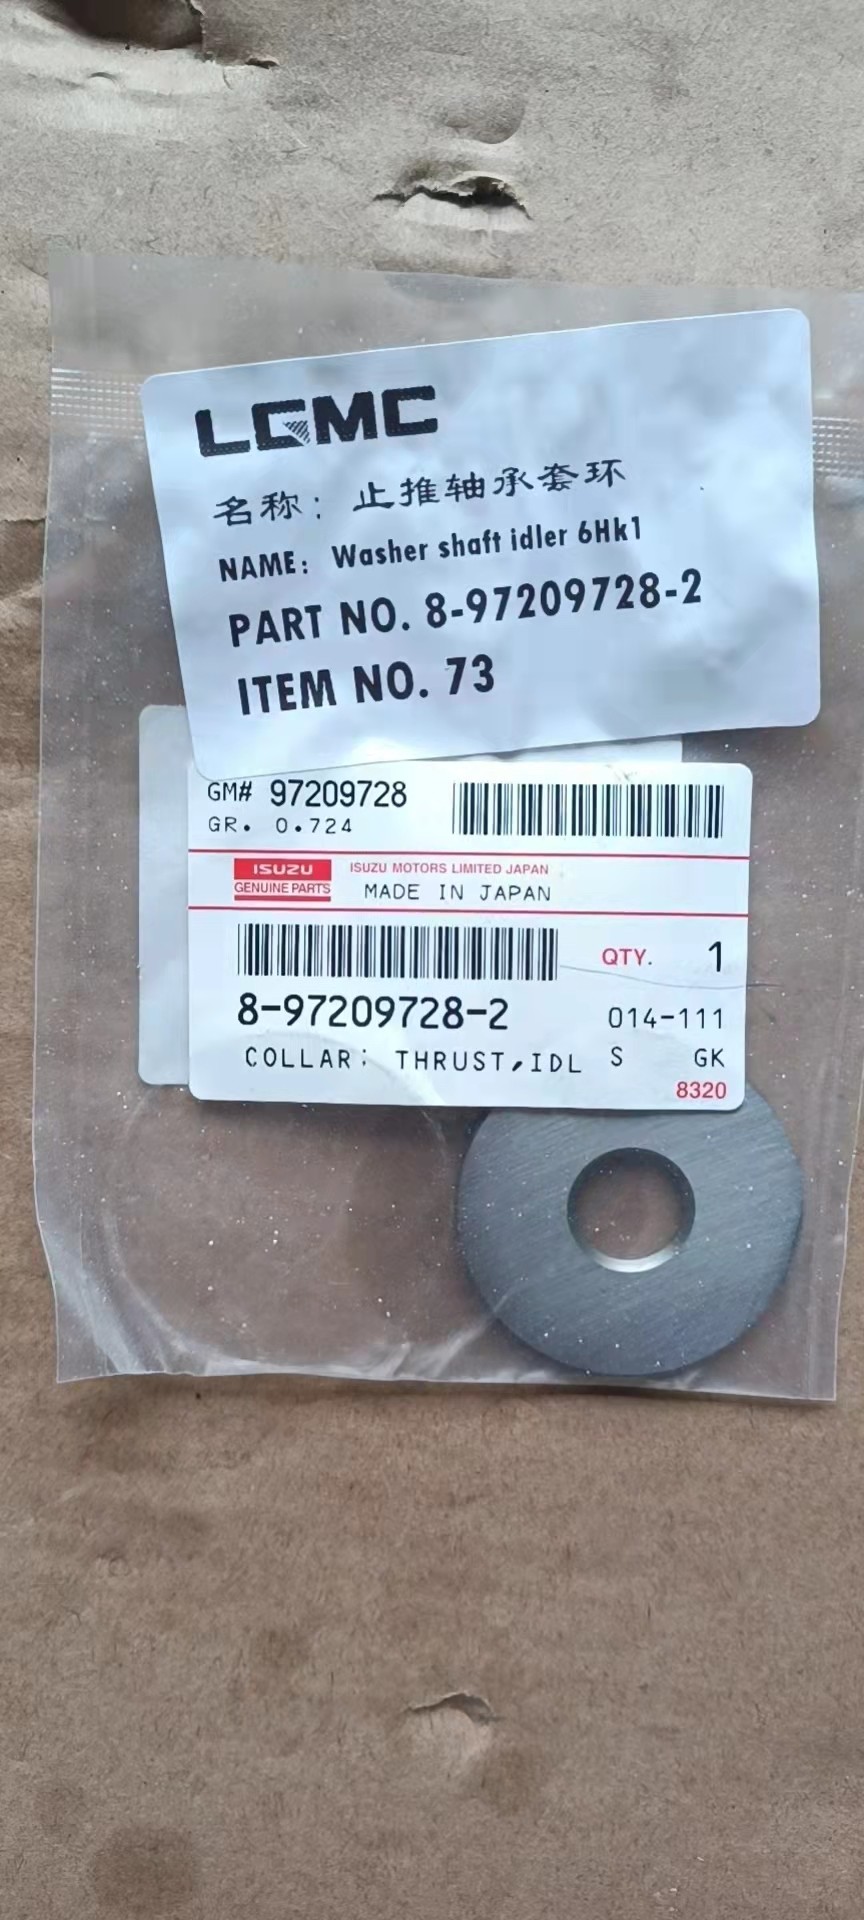 LGMC
名称：止推轴承套环
NAME: Washer shaft idler 6Hk1
PART NO. 8-97209728-2
ITEM NO. 73
GM# 97209728
GR. 0.724
ISUZU
GENUINE PARTS
ISUZU MOTORS LIMITED JAPAN
MADE IN JAPAN
QTY. 1
8-97209728-2 014-111
COLLAR: THRUST,IDL S GK
8320